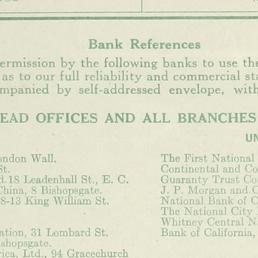 Bank References
ermission by the following banks to use the
as to our full reliability and commercial sta
mpanied by self-addressed envelope, with
EAD OFFICES AND ALL BRANCHES
UN
ondon Wall,
St.
d. 18 Leadenhall St., E. C.
China, 8 Bishopsgate.
8-13 King William St.
ation, 31 Lombard St.
shopsgate.
rica, Ltd., 94 Gracechurch
The First National
Continental and Co
Guaranty Trust Co
J. P. Morgan and C
National Bank of C
The National City
Whitney Central N
Bank of California,